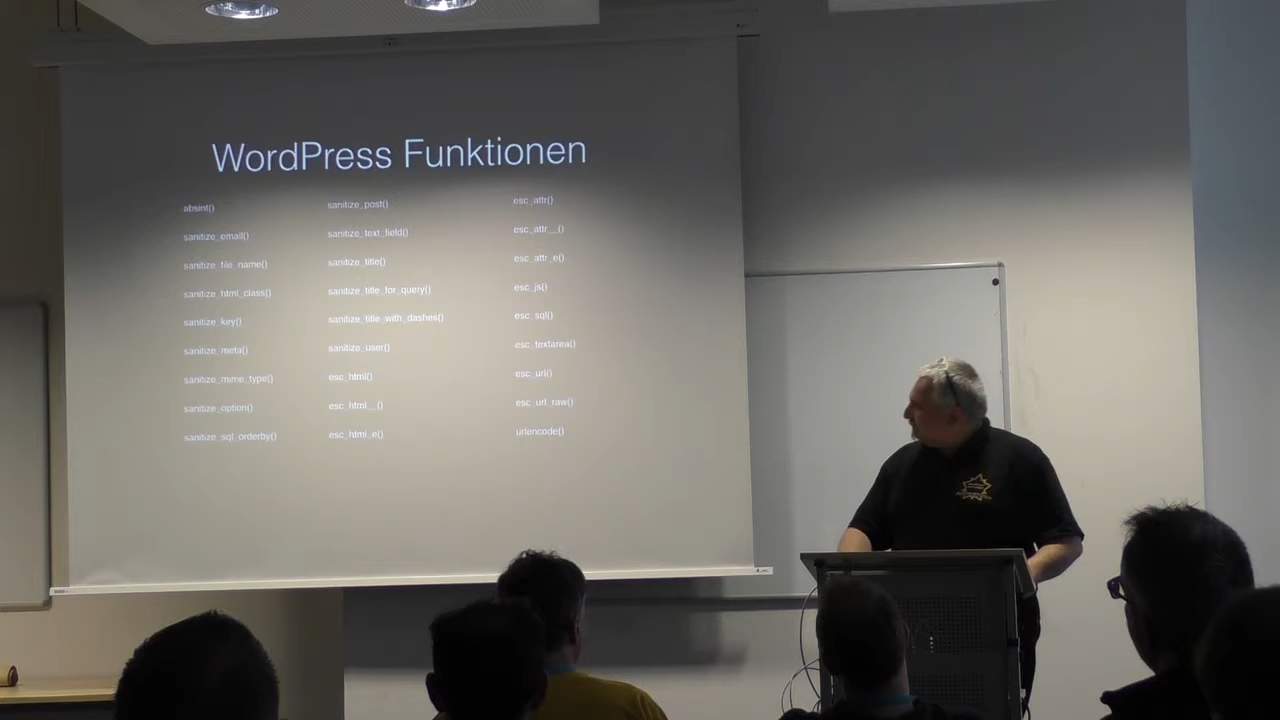 WordPress Funktionen
absint()
sanitize_email()
sanitize_file_name()
sanitize_html_class()
sanitize_key()
sanitize_meta()
sanitize_mime_type()
sanitize_option()
sanitize_sql_orderby()
sanitize_post()
sanitize_text_field()
sanitize_title()
sanitize_title_for_query()
sanitize_title_with_dashes()
sanitize_user()
esc_html()
esc_html__()
esc_html_e()
esc_attr()
esc_attr__()
esc_attr_e()
esc_js()
esc_sql()
esc_textarea()
esc_url()
esc_url_raw()
urlencode()